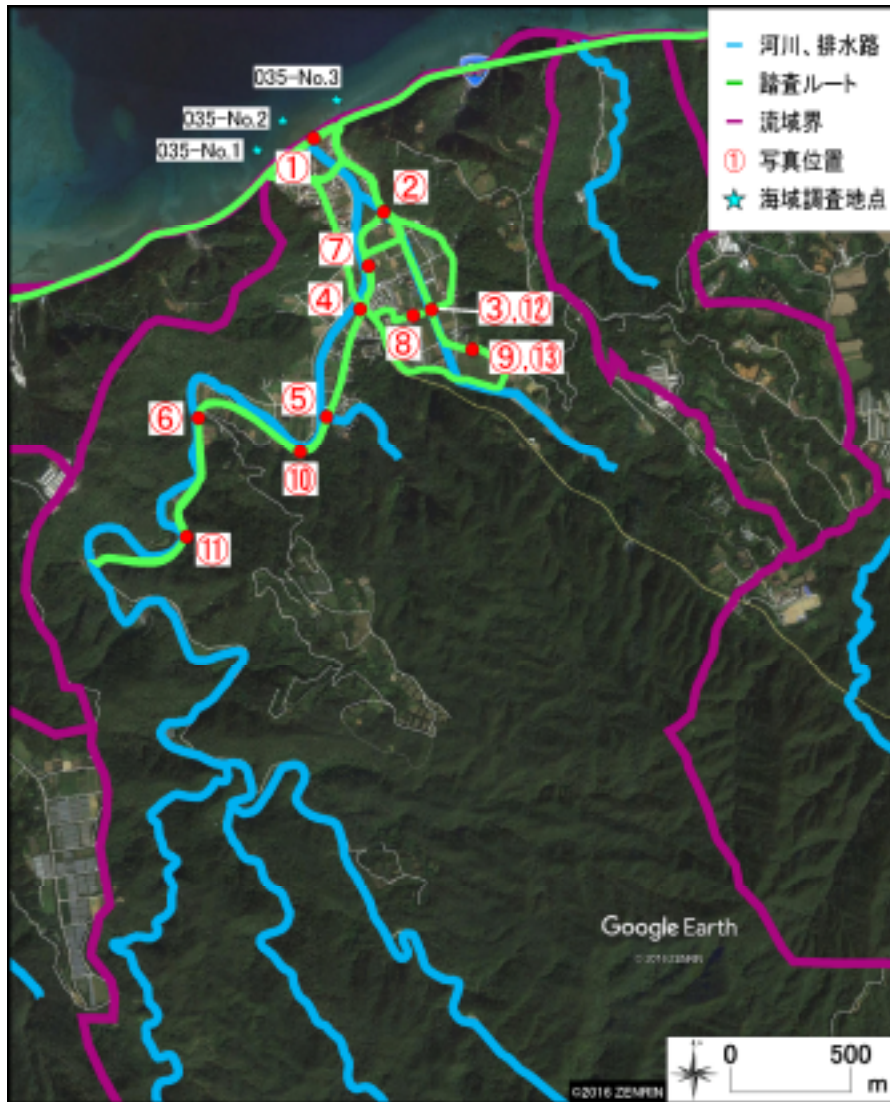 河川、排水路
踏査ルート
流域界
① 写真位置
海域調査地点
035-No.3
035-No.2
035-No.1
①
②
⑦
④
③,⑫
⑧
⑨,⑬
⑤
⑥
⑩
⑪
Google Earth
© 2016 ZENRIN
0 500
m
©2016 ZENRIN